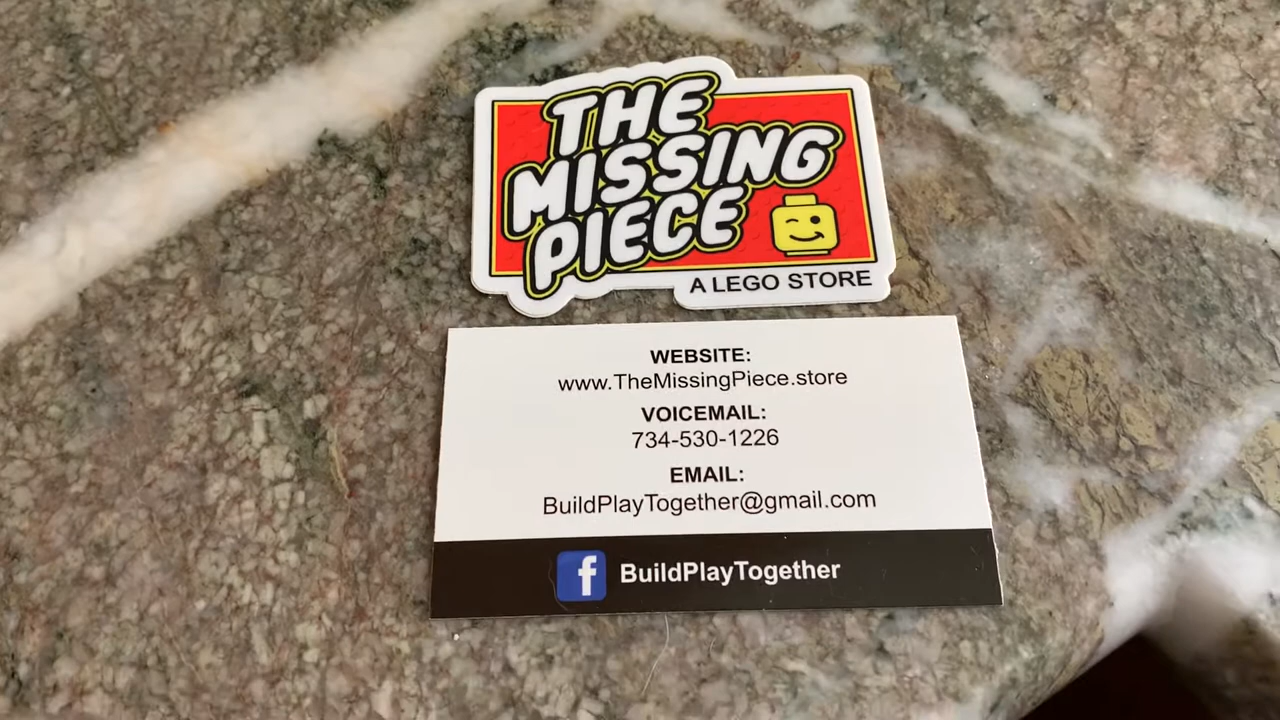 THE
MISSING
PIECE
A LEGO STORE
WEBSITE:
www.TheMissingPiece.store
VOICEMAIL:
734-530-1226
EMAIL:
BuildPlayTogether@gmail.com
f BuildPlayTogether